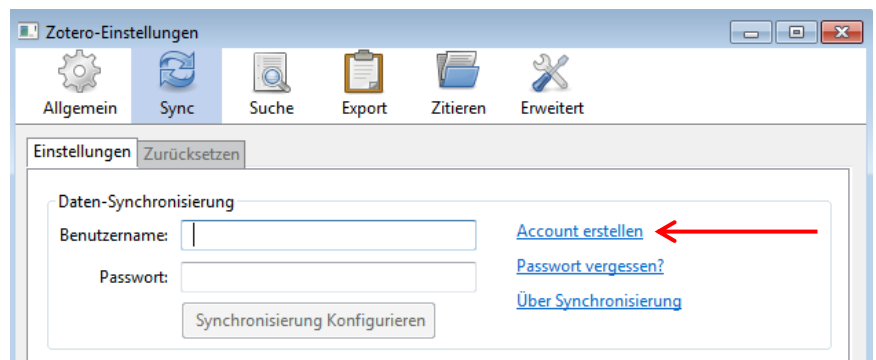 Zotero-Einstellungen
Allgemein Sync Suche Export Zitieren Erweitert
Einstellungen Zurücksetzen
Daten-Synchronisierung
Benutzername: Account erstellen
Passwort: Passwort vergessen?
Über Synchronisierung
Synchronisierung Konfigurieren